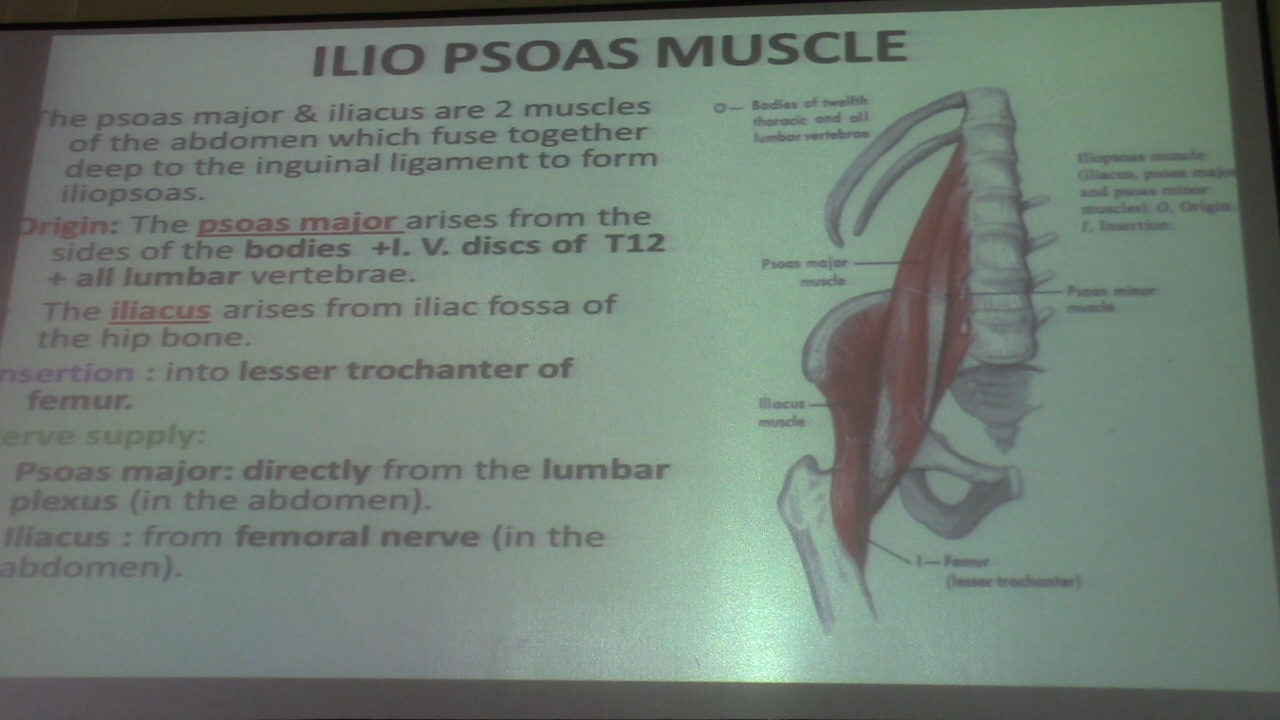 ILIO PSOAS MUSCLE
The psoas major & iliacus are 2 muscles
of the abdomen which fuse together
deep to the inguinal ligament to form
iliopsoas.
Origin: The psoas major arises from the
sides of the bodies +I. V. discs of T12
+ all lumbar vertebrae.
The iliacus arises from iliac fossa of
the hip bone.
nsertion : into lesser trochanter of
femur.
erve supply:
Psoas major: directly from the lumbar
plexus (in the abdomen).
Iliacus : from femoral nerve (in the
abdomen).
O— Bodies of twelfth
thoracic and all
lumbar vertebrae
Iliopsoas muscle
(iliacus, psoas major
and psoas minor
muscles). O, Origin.
I, Insertion.
Psoas major
muscle
Psoas minor
muscle
Iliacus
muscle
I—Femur
(lesser trochanter)